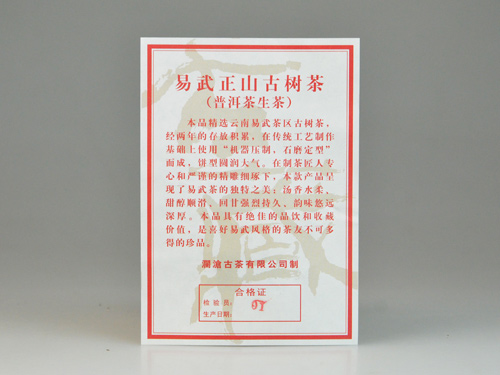 易武正山古树茶
（普洱茶生茶）
本品精选云南易武茶区古树茶，
经两年的存放积累，在传统工艺制作
基础上使用“机器压制，石磨定型”
而成，饼型圆润大气。在制茶匠人专
心和严谨的精雕细琢下，本款产品呈
现了易武茶的独特之美：汤香水柔，
甜醇顺滑、回甘强烈持久、韵味悠远
深厚。本品具有绝佳的品饮和收藏
价值，是喜好易武风格的茶友不可多
得的珍品。
澜沧古茶有限公司制
合格证
检验员：
生产日期：